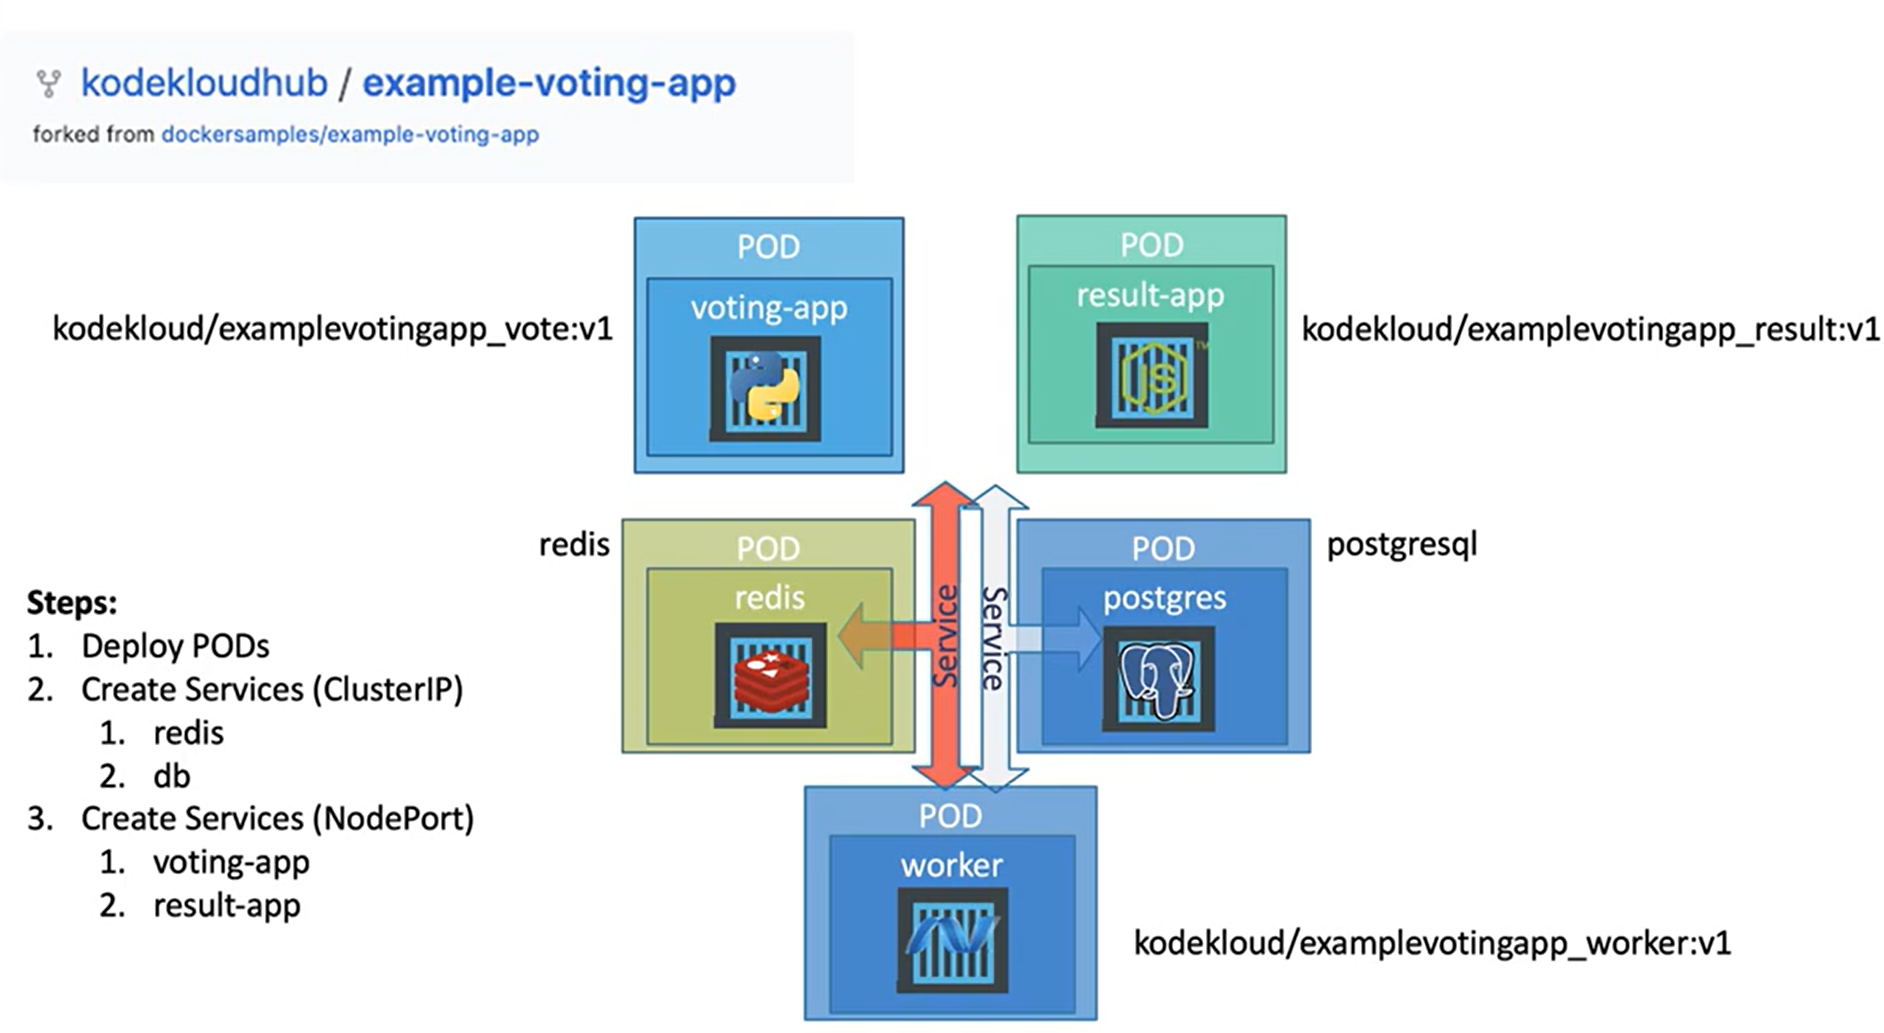 kodekloudhub / example-voting-app
forked from dockersamples/example-voting-app
POD
voting-app
kodekloud/examplevotingapp_vote:v1
POD
result-app
JS
TM
kodekloud/examplevotingapp_result:v1
redis
POD
redis
Service
Service
POD
postgres
postgresql
Steps:
1. Deploy PODs
2. Create Services (ClusterIP)
1. redis
2. db
3. Create Services (NodePort)
1. voting-app
2. result-app
POD
worker
kodekloud/examplevotingapp_worker:v1